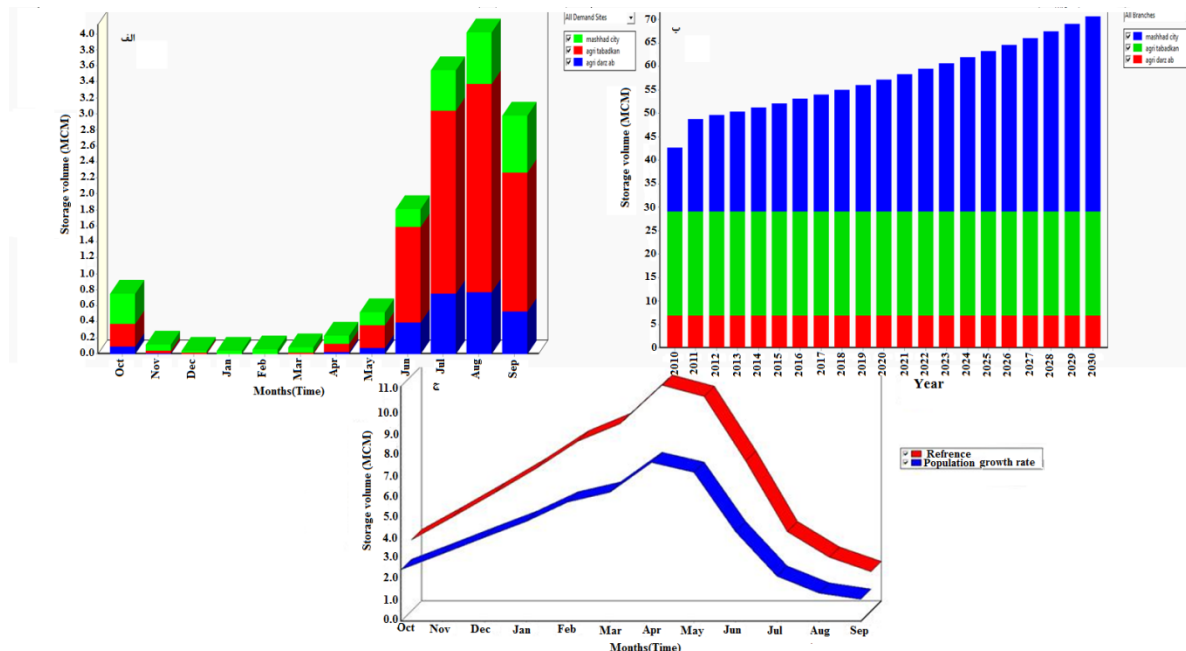 All Demand Sites
الف
mashhad city
agri tabadkan
agri darz ab
Storage volume (MCM)
4.0
3.8
3.6
3.4
3.2
3.0
2.8
2.6
2.4
2.2
2.0
1.8
1.6
1.4
1.2
1.0
0.8
0.6
0.4
0.2
0.0
Oct Nov Dec Jan Feb Mar Apr May Jun Jul Aug Sep
Months(Time)
All Branches
ب
mashhad city
agri tabadkan
agri darz ab
Storage volume (MCM)
70
65
60
55
50
45
40
35
30
25
20
15
10
5
0
2010 2011 2012 2013 2014 2015 2016 2017 2018 2019 2020 2021 2022 2023 2024 2025 2026 2027 2028 2029 2030
Year
ج
Refrence
Population growth rate
Storage volume (MCM)
11.0
10.0
9.0
8.0
7.0
6.0
5.0
4.0
3.0
2.0
1.0
0.0
Oct Nov Dec Jan Feb Mar Apr May Jun Jul Aug Sep
Months(Time)